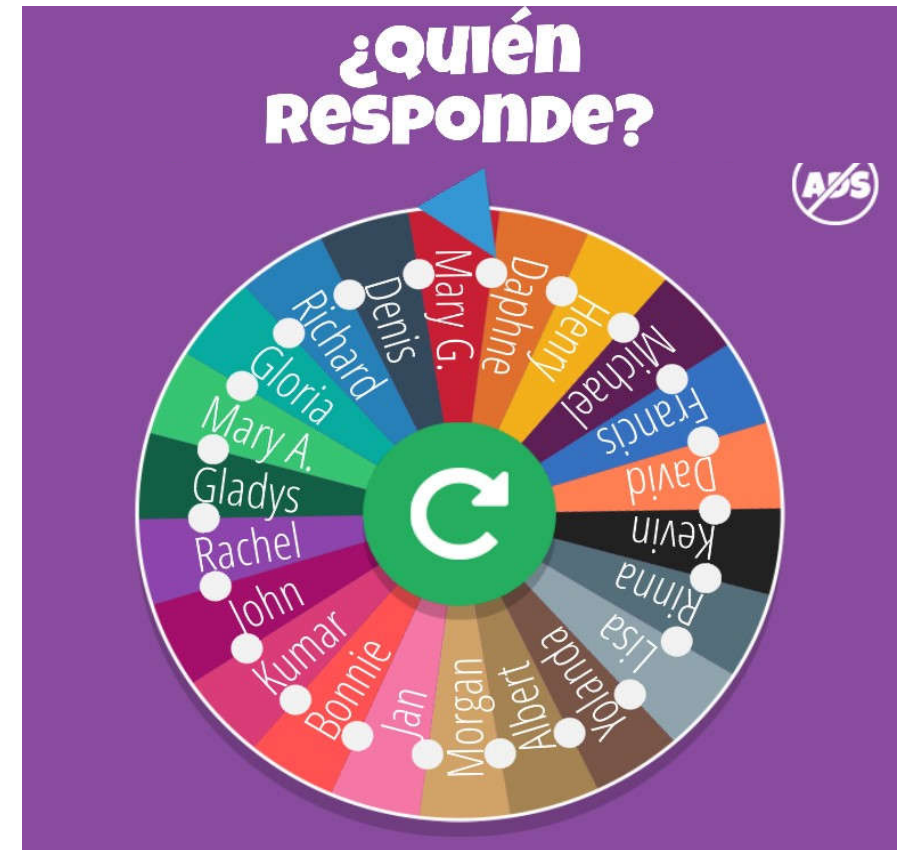 ¿Quién
Responde?
ADS
Mary G.
Daphne
Henry
Michael
Francis
David
Kevin
Rinna
Lisa
Yolanda
Albert
Morgan
Jan
Bonnie
Kumar
John
Rachel
Gladys
Mary A.
Gloria
Richard
Denis